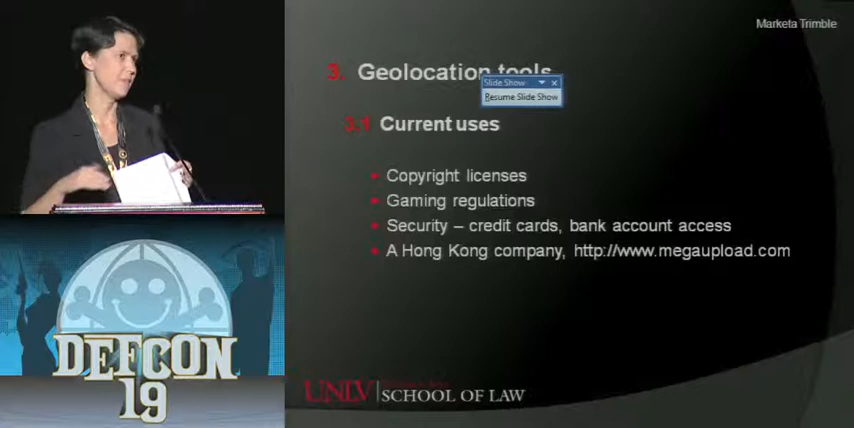 Marketa Trimble
3. Geolocation tools
Slide Show
Resume Slide Show
3.1 Current uses
• Copyright licenses
• Gaming regulations
• Security – credit cards, bank account access
• A Hong Kong company, http://www.megaupload.com
DEFCON
19
UNLV
SCHOOL OF LAW